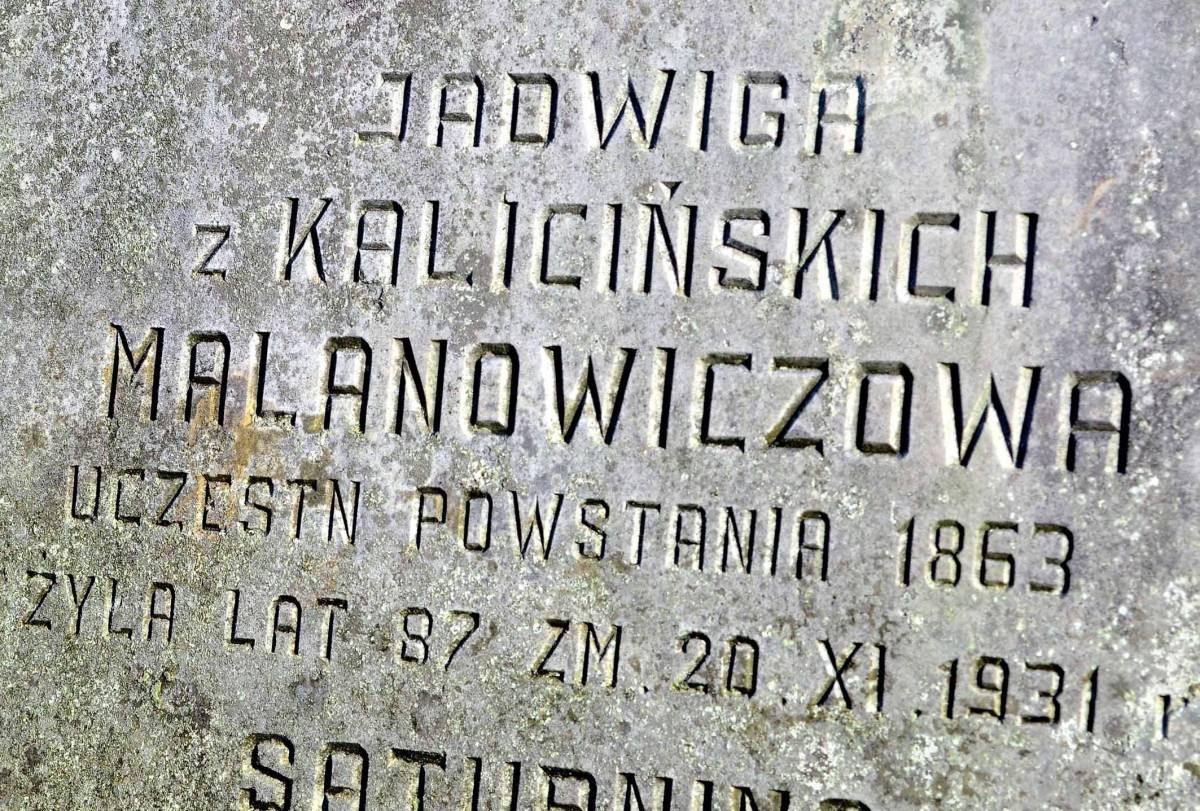 JADWIGA
z KALICIŃSKICH
MALANOWICZOWA
UCZESTN POWSTANIA 1863
ŻYŁA LAT 87 ZM. 20.XI.1931 r